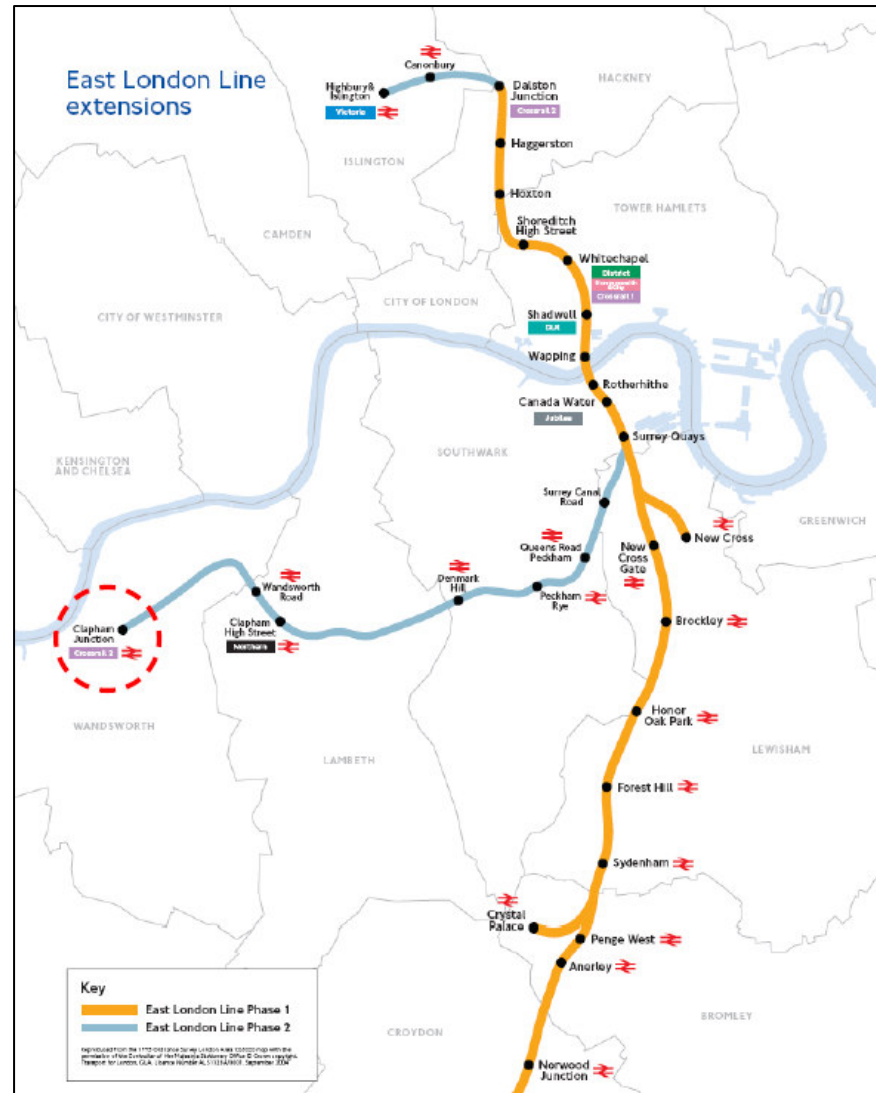 East London Line
extensions
Canonbury
Highbury &
Islington
Victoria
Dalston
Junction
Crossrail 2
HACKNEY
Haggerston
ISLINGTON
Hoxton
TOWER HAMLETS
Shoreditch
High Street
CAMDEN
Whitechapel
District
Crossrail 1
CITY OF LONDON
CITY OF WESTMINSTER
Shadwell
DLR
Wapping
Rotherhithe
Canada Water
Jubilee
Surrey Quays
SOUTHWARK
KENSINGTON
AND CHELSEA
Surrey Canal
Road
GREENWICH
New Cross
Queens Road
Peckham
New
Cross
Gate
Wandsworth
Road
Denmark
Hill
Peckham
Rye
Clapham
High Street
Northern
Clapham
Junction
Crossrail 2
Brockley
WANDSWORTH
Honor
Oak Park
LAMBETH
LEWISHAM
Forest Hill
Sydenham
Crystal
Palace
Penge West
Anerley
Key
East London Line Phase 1
East London Line Phase 2
CROYDON
BROMLEY
Norwood
Junction